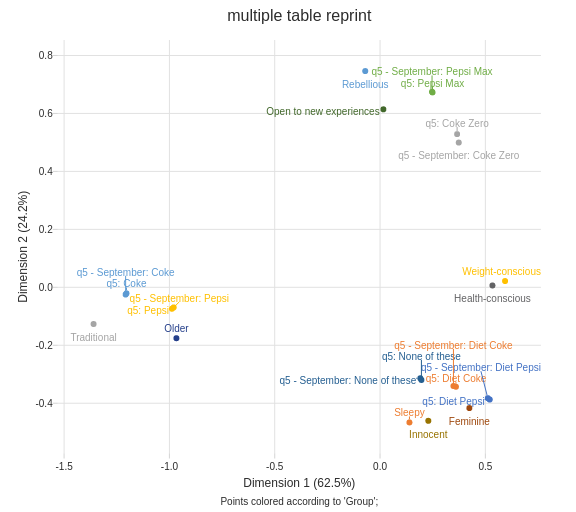 multiple table reprint
0.8
q5 - September: Pepsi Max
Rebellious
q5: Pepsi Max
0.6
Open to new experiences
q5: Coke Zero
q5 - September: Coke Zero
0.4
Dimension 2 (24.2%)
0.2
q5 - September: Coke
Weight-conscious
q5: Coke
0.0
q5 - September: Pepsi
Health-conscious
q5: Pepsi
Older
Traditional
-0.2
q5 - September: Diet Coke
q5: None of these
q5 - September: Diet Pepsi
q5 - September: None of these
q5: Diet Coke
-0.4
q5: Diet Pepsi
Sleepy
Feminine
Innocent
-1.5 -1.0 -0.5 0.0 0.5
Dimension 1 (62.5%)
Points colored according to 'Group';